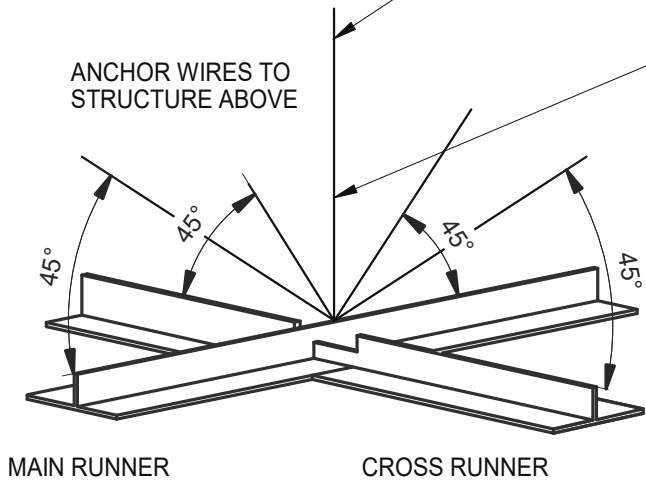 ANCHOR WIRES TO
STRUCTURE ABOVE
45°
45°
45°
45°
MAIN RUNNER
CROSS RUNNER